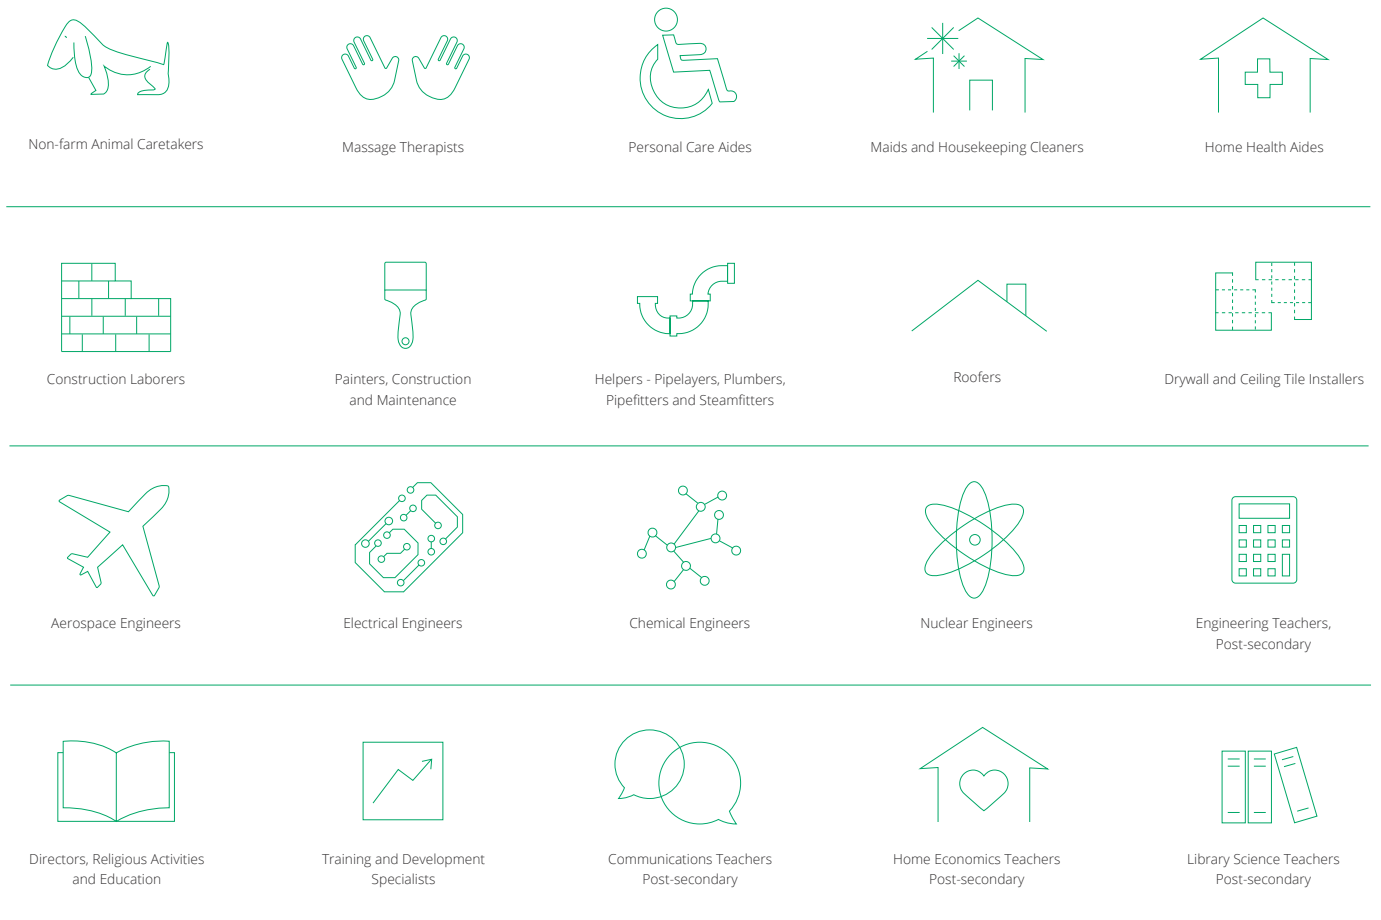 Non-farm Animal Caretakers
Massage Therapists
Personal Care Aides
Maids and Housekeeping Cleaners
Home Health Aides
Construction Laborers
Painters, Construction
and Maintenance
Helpers - Pipelayers, Plumbers,
Pipefitters and Steamfitters
Roofers
Drywall and Ceiling Tile Installers
Aerospace Engineers
Electrical Engineers
Chemical Engineers
Nuclear Engineers
Engineering Teachers,
Post-secondary
Directors, Religious Activities
and Education
Training and Development
Specialists
Communications Teachers
Post-secondary
Home Economics Teachers
Post-secondary
Library Science Teachers
Post-secondary